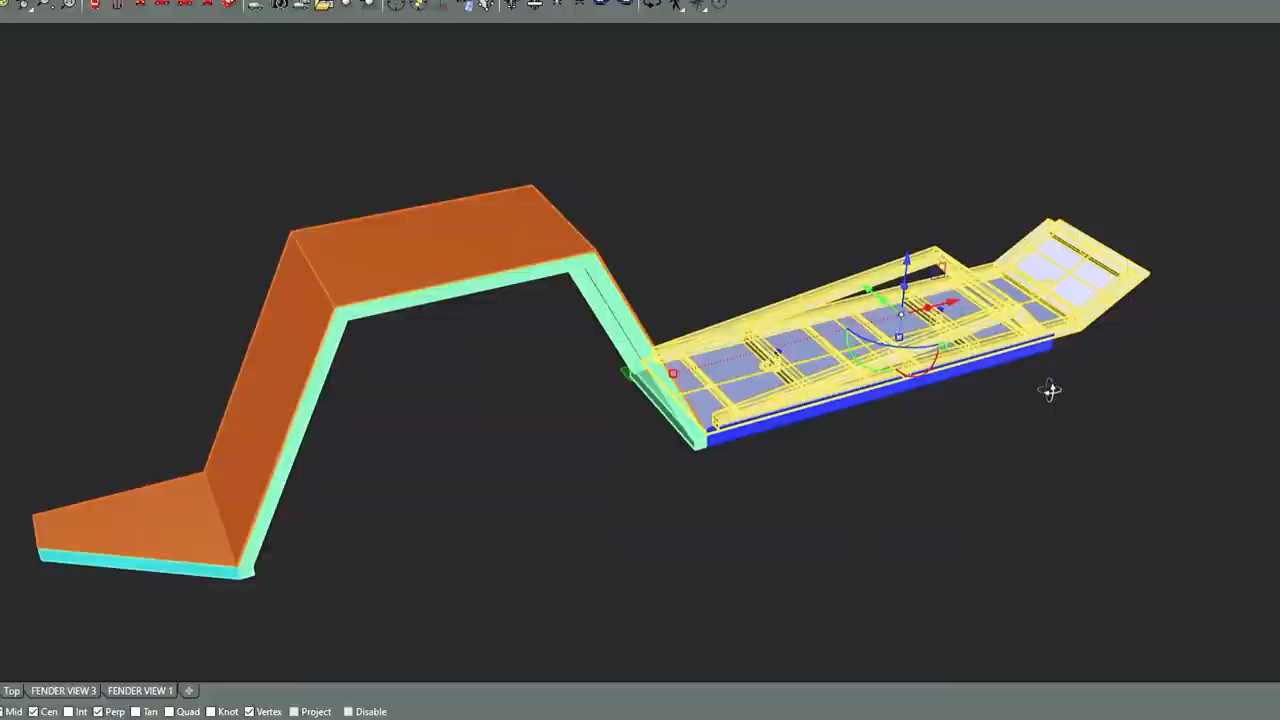 Top FENDER VIEW 3 FENDER VIEW 1
Mid Cen Int Perp Tan Quad Knot Vertex Project Disable